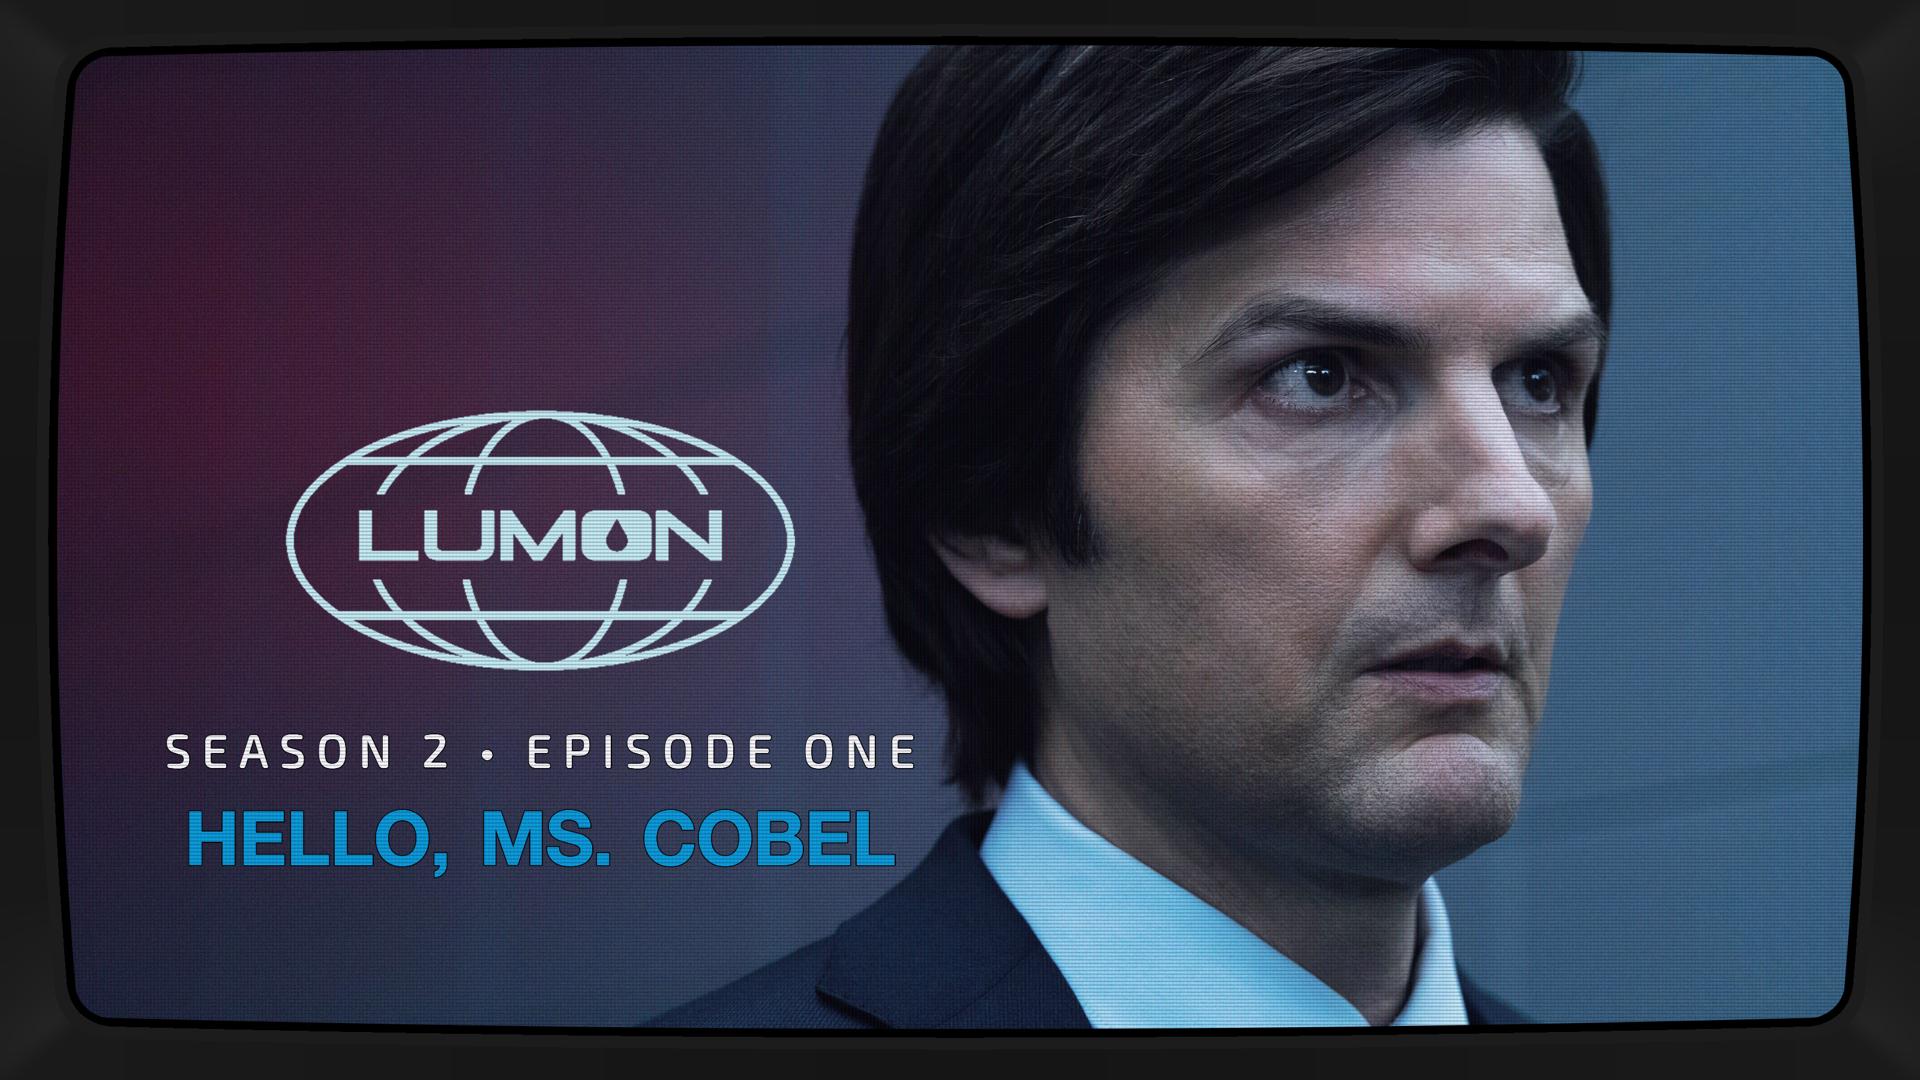 LUMON
SEASON 2 • EPISODE ONE
HELLO, MS. COBEL